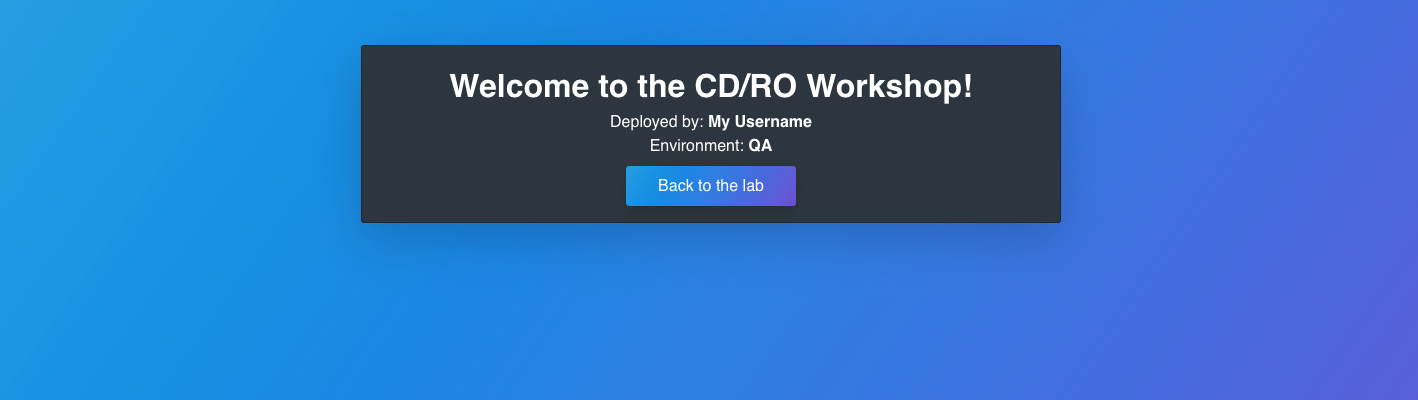 Welcome to the CD/RO Workshop!
Deployed by: My Username
Environment: QA
Back to the lab